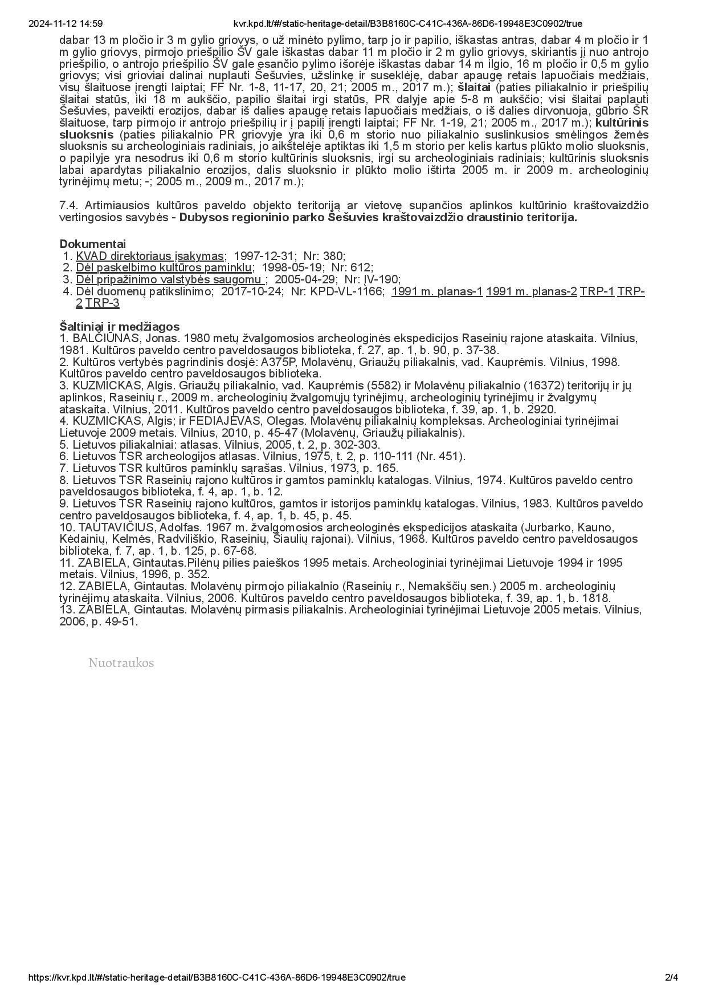 2024-11-12 14:59
kvr.kpd.lt/#/static-heritage-detail/B3B8160C-C41C-436A-86D6-19948E3C0902/true
dabar 13 m pločio ir 3 m gylio griovys, o už minėto pylimo, tarp jo ir papilio, iškastas antras, dabar 4 m pločio ir 1
m gylio griovys, pirmojo priešpilio ŠV gale iškastas dabar 11 m pločio ir 2 m gylio griovys, skiriantis jį nuo antrojo
priešpilio, o antrojo priešpilio ŠV gale esančio pylimo išorėje iškastas dabar 14 m ilgio, 16 m pločio ir 0,5 m gylio
griovys; visi grioviai dalinai nuplauti Šešuvies, užslinkę ir suseklėję, dabar apaugę retais lapuočiais medžiais,
visų šlaituose įrengti laiptai; FF Nr. 1-8, 11-17, 20, 21; 2005 m., 2017 m.); šlaitai (paties piliakalnio ir priešpilių
šlaitai statūs, iki 18 m aukščio, papilio šlaitai irgi statūs, PR dalyje apie 5-8 m aukščio; visi šlaitai paplauti
Šešuvies, paveikti erozijos, dabar iš dalies apaugę retais lapuočiais medžiais, o iš dalies dirvonuoja, gūbrio ŠR
šlaituose, tarp pirmojo ir antrojo priešpilių ir į papilį įrengti laiptai; FF Nr. 1-19, 21; 2005 m., 2017 m.); kultūrinis
sluoksnis (paties piliakalnio PR griovyje yra iki 0,6 m storio nuo piliakalnio suslinkusios smėlingos žemės
sluoksnis su archeologiniais radiniais, jo aikštelėje aptiktas iki 1,5 m storio per kelis kartus plūkto molio sluoksnis,
o papilyje yra nesodrus iki 0,6 m storio kultūrinis sluoksnis, irgi su archeologiniais radiniais; kultūrinis sluoksnis
labai apardytas piliakalnio erozijos, dalis sluoksnio ir plūkto molio ištirta 2005 m. ir 2009 m. archeologinių
tyrinėjimų metu; -; 2005 m., 2009 m., 2017 m.);
7.4. Artimiausios kultūros paveldo objekto teritoriją ar vietovę supančios aplinkos kultūrinio kraštovaizdžio
vertingosios savybės - Dubysos regioninio parko Šešuvies kraštovaizdžio draustinio teritorija.
Dokumentai
1. KVAD direktoriaus įsakymas; 1997-12-31; Nr: 380;
2. Dėl paskelbimo kultūros paminklu; 1998-05-19; Nr: 612;
3. Dėl pripažinimo valstybės saugomu ; 2005-04-29; Nr: ĮV-190;
4. Dėl duomenų patikslinimo; 2017-10-24; Nr: KPD-VL-1166; 1991 m. planas-1 1991 m. planas-2 TRP-1 TRP-
2 TRP-3
Šaltiniai ir medžiagos
1. BALČIŪNAS, Jonas. 1980 metų žvalgomosios archeologinės ekspedicijos Raseinių rajone ataskaita. Vilnius,
1981. Kultūros paveldo centro paveldosaugos biblioteka, f. 27, ap. 1, b. 90, p. 37-38.
2. Kultūros vertybės pagrindinis dosjė: A375P, Molavėnų, Griaužų piliakalnis, vad. Kauprėmis. Vilnius, 1998.
Kultūros paveldo centro paveldosaugos biblioteka.
3. KUZMICKAS, Algis. Griaužų piliakalnio, vad. Kauprėmis (5582) ir Molavėnų piliakalnio (16372) teritorijų ir jų
aplinkos, Raseinių r., 2009 m. archeologinių žvalgomųjų tyrinėjimų, archeologinių tyrinėjimų ir žvalgymų
ataskaita. Vilnius, 2011. Kultūros paveldo centro paveldosaugos biblioteka, f. 39, ap. 1, b. 2920.
4. KUZMICKAS, Algis; ir FEDIAJEVAS, Olegas. Molavėnų piliakalnių kompleksas. Archeologiniai tyrinėjimai
Lietuvoje 2009 metais. Vilnius, 2010, p. 45-47 (Molavėnų, Griaužų piliakalnis).
5. Lietuvos piliakalniai: atlasas. Vilnius, 2005, t. 2, p. 302-303.
6. Lietuvos TSR archeologijos atlasas. Vilnius, 1975, t. 2, p. 110-111 (Nr. 451).
7. Lietuvos TSR kultūros paminklų sąrašas. Vilnius, 1973, p. 165.
8. Lietuvos TSR Raseinių rajono kultūros ir gamtos paminklų katalogas. Vilnius, 1974. Kultūros paveldo centro
paveldosaugos biblioteka, f. 4, ap. 1, b. 12.
9. Lietuvos TSR Raseinių rajono kultūros, gamtos ir istorijos paminklų katalogas. Vilnius, 1983. Kultūros paveldo
centro paveldosaugos biblioteka, f. 4, ap. 1, b. 45, p. 45.
10. TAUTAVIČIUS, Adolfas. 1967 m. žvalgomosios archeologinės ekspedicijos ataskaita (Jurbarko, Kauno,
Kėdainių, Kelmės, Radviliškio, Raseinių, Šiaulių rajonai). Vilnius, 1968. Kultūros paveldo centro paveldosaugos
biblioteka, f. 7, ap. 1, b. 125, p. 67-68.
11. ZABIELA, Gintautas.Pilėnų pilies paieškos 1995 metais. Archeologiniai tyrinėjimai Lietuvoje 1994 ir 1995
metais. Vilnius, 1996, p. 352.
12. ZABIELA, Gintautas. Molavėnų pirmojo piliakalnio (Raseinių r., Nemakščių sen.) 2005 m. archeologinių
tyrinėjimų ataskaita. Vilnius, 2006. Kultūros paveldo centro paveldosaugos biblioteka, f. 39, ap. 1, b. 1818.
13. ZABIELA, Gintautas. Molavėnų pirmasis piliakalnis. Archeologiniai tyrinėjimai Lietuvoje 2005 metais. Vilnius,
2006, p. 49-51.
Nuotraukos
https://kvr.kpd.lt/#/static-heritage-detail/B3B8160C-C41C-436A-86D6-19948E3C0902/true
2/4